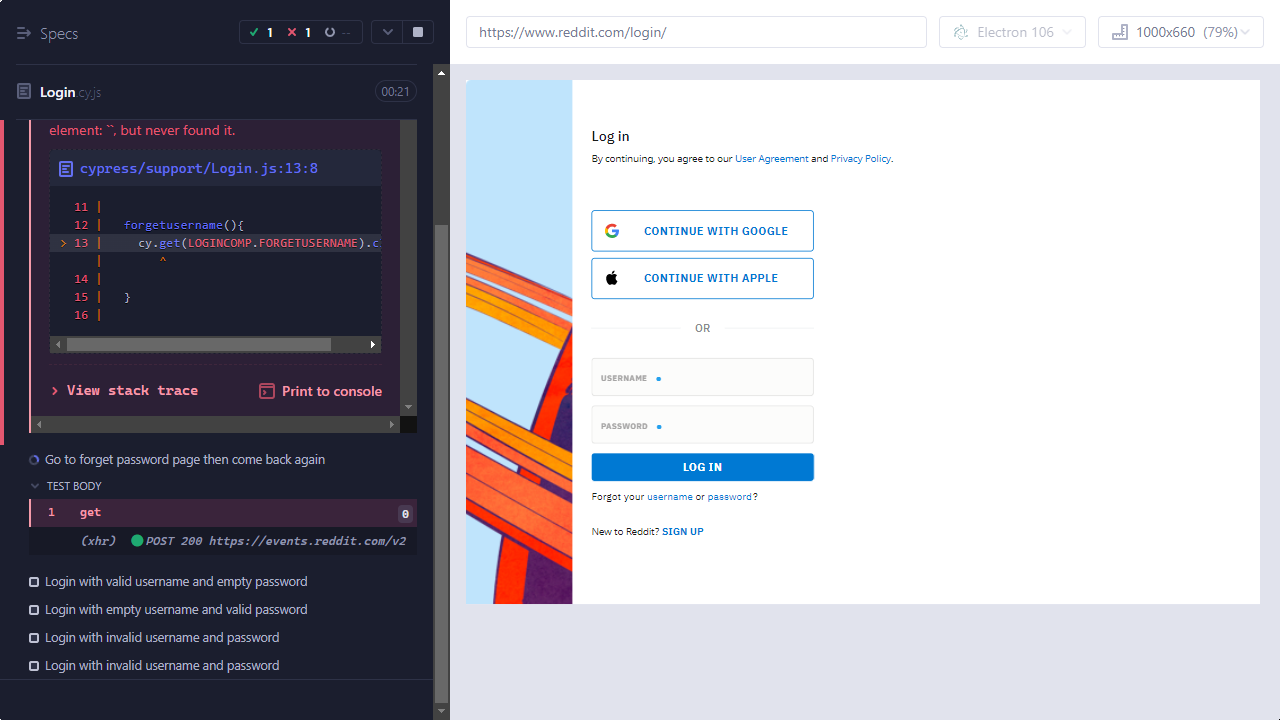 Specs
1 1 --
https://www.reddit.com/login/
Electron 106
1000x660 (79%)
Login.cy.js
00:21
element: ``, but never found it.
cypress/support/Login.js:13:8
11 |
12 | forgetusername(){
> 13 | cy.get(LOGINCOMP.FORGETUSERNAME).c
| ^
14 |
15 | }
16 |
> View stack trace
Print to console
Go to forget password page then come back again
TEST BODY
1 get 0
(xhr) POST 200 https://events.reddit.com/v2
Login with valid username and empty password
Login with empty username and valid password
Login with invalid username and password
Login with invalid username and password
Log in
By continuing, you agree to our User Agreement and Privacy Policy.
CONTINUE WITH GOOGLE
CONTINUE WITH APPLE
OR
USERNAME
PASSWORD
LOG IN
Forgot your username or password?
New to Reddit? SIGN UP